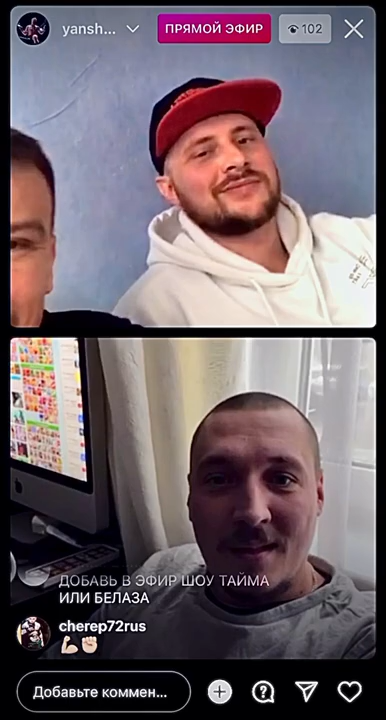 yansh...
ПРЯМОЙ ЭФИР
102
ДОБАВЬ В ЭФИР ШОУ ТАЙМА
ИЛИ БЕЛАЗА
cherep72rus
Добавьте коммен...